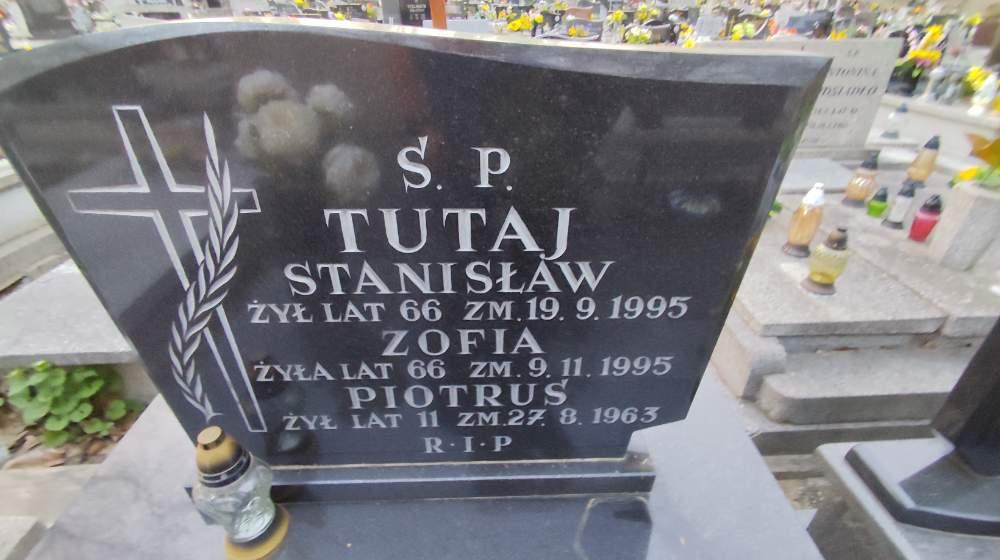 Ś. P.
TUTAJ
STANISŁAW
ŻYŁ LAT 66 ZM. 19. 9. 1995
ZOFIA
ŻYŁA LAT 66 ZM. 9. 11. 1995
PIOTRUŚ
ŻYŁ LAT 11 ZM. 27. 8. 1963
R·I·P